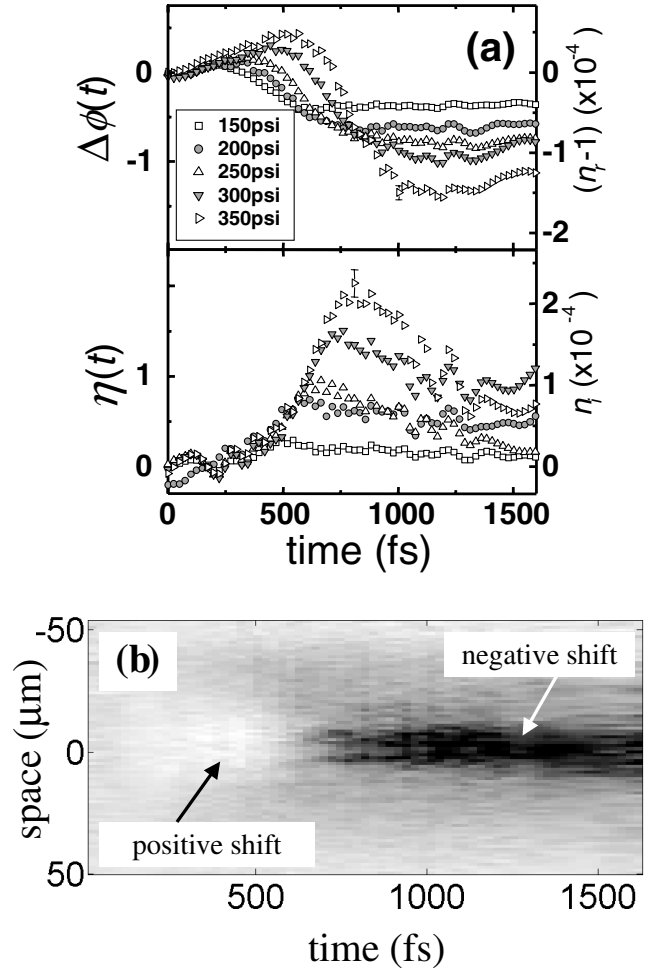 (a)
Δϕ(t)
0
-1
0
-1
-2
(ηr-1) (x10-4)
150psi
200psi
250psi
300psi
350psi
η(t)
1
0
2
1
0
ni (x10-4)
0 500 1000 1500
time (fs)
(b)
-50
0
50
space (μm)
negative shift
positive shift
500 1000 1500
time (fs)